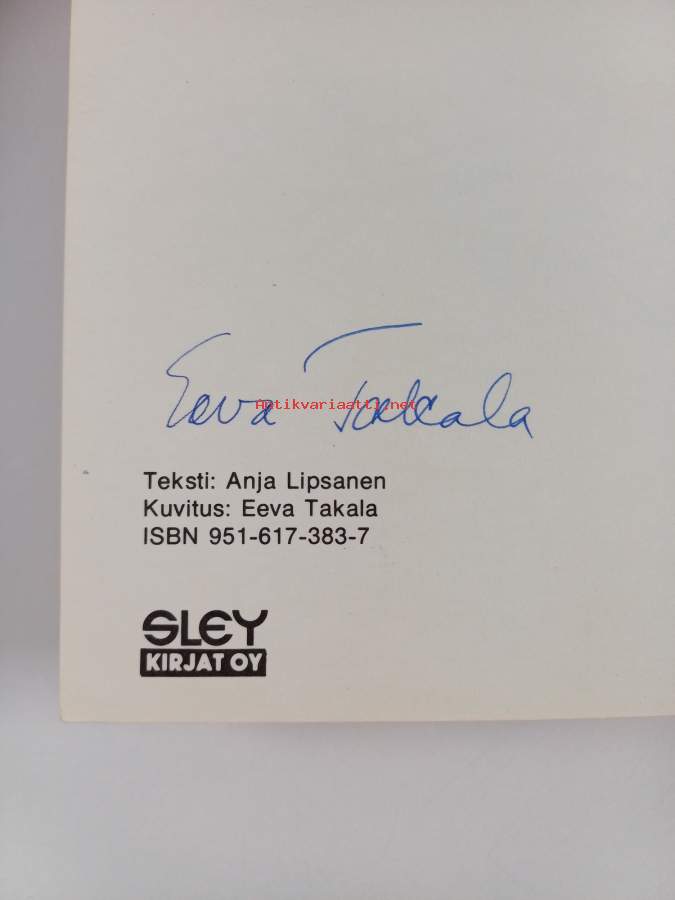 Eeva Takala
Antikvariaatti.net
Teksti: Anja Lipsanen
Kuvitus: Eeva Takala
ISBN 951-617-383-7
SLEY
KIRJAT OY